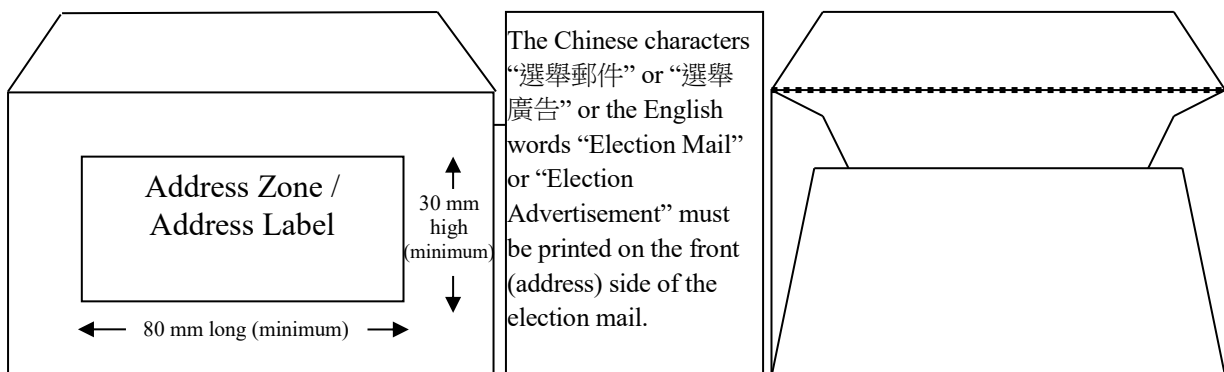 Address Zone /
Address Label
30 mm
high
(minimum)
80 mm long (minimum)
The Chinese characters
“選舉郵件” or “選舉
廣告” or the English
words “Election Mail”
or “Election
Advertisement” must
be printed on the front
(address) side of the
election mail.